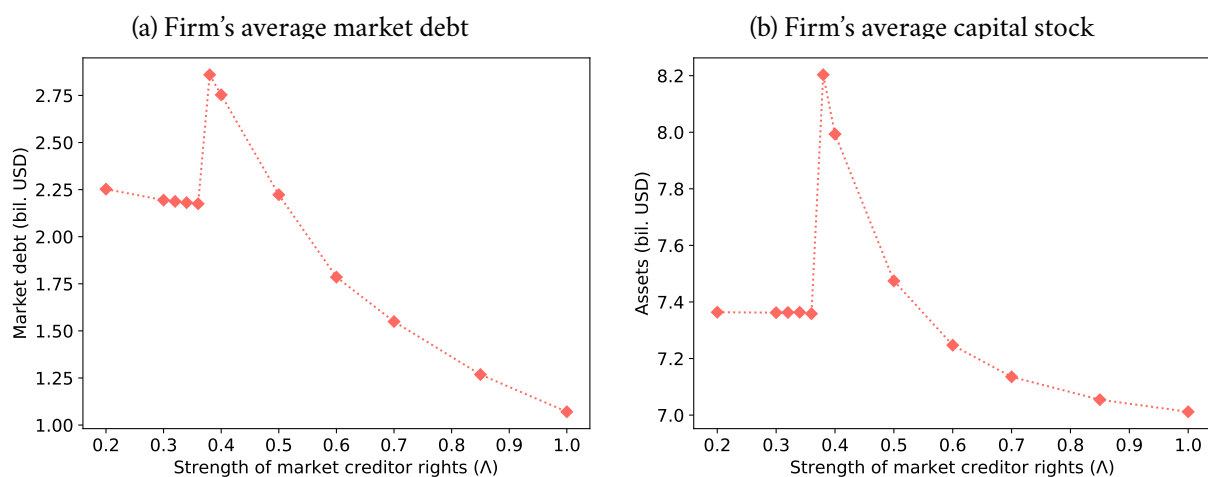 (a) Firm's average market debt
2.75
2.50
2.25
2.00
1.75
1.50
1.25
1.00
Market debt (bil. USD)
0.2 0.3 0.4 0.5 0.6 0.7 0.8 0.9 1.0
Strength of market creditor rights (Λ)
(b) Firm's average capital stock
8.2
8.0
7.8
7.6
7.4
7.2
7.0
Assets (bil. USD)
0.2 0.3 0.4 0.5 0.6 0.7 0.8 0.9 1.0
Strength of market creditor rights (Λ)